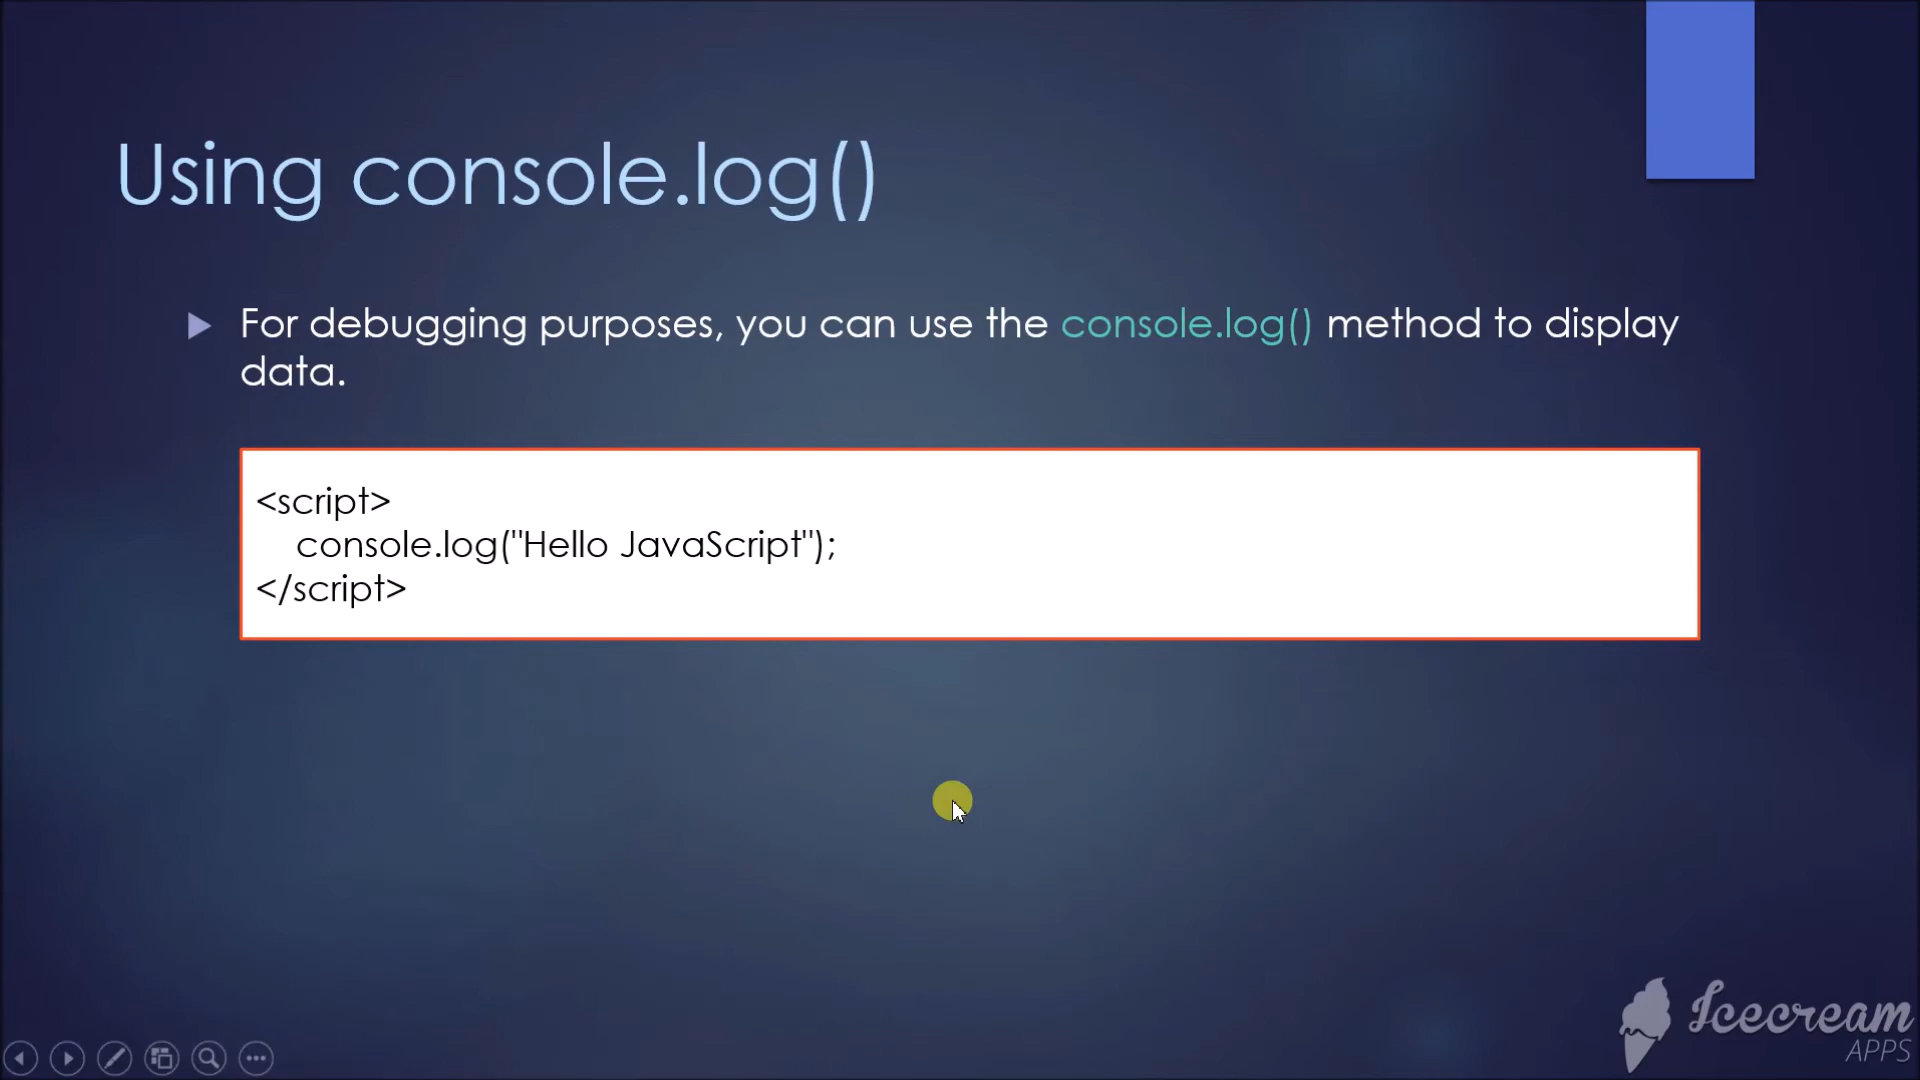 Using console.log()
For debugging purposes, you can use the console.log() method to display
data.
<script>
console.log("Hello JavaScript");
</script>
Icecream
APPS